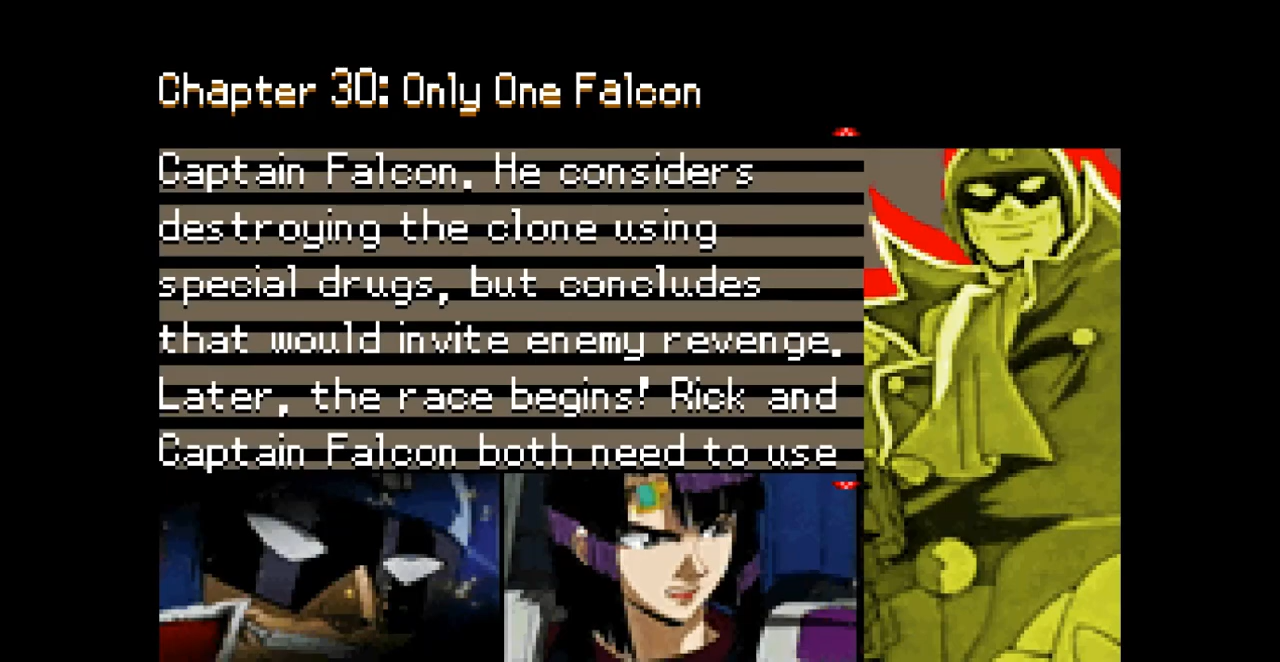 Chapter 30: Only One Falcon
Captain Falcon. He considers
destroying the clone using
special drugs, but concludes
that would invite enemy revenge.
Later, the race begins! Rick and
Captain Falcon both need to use